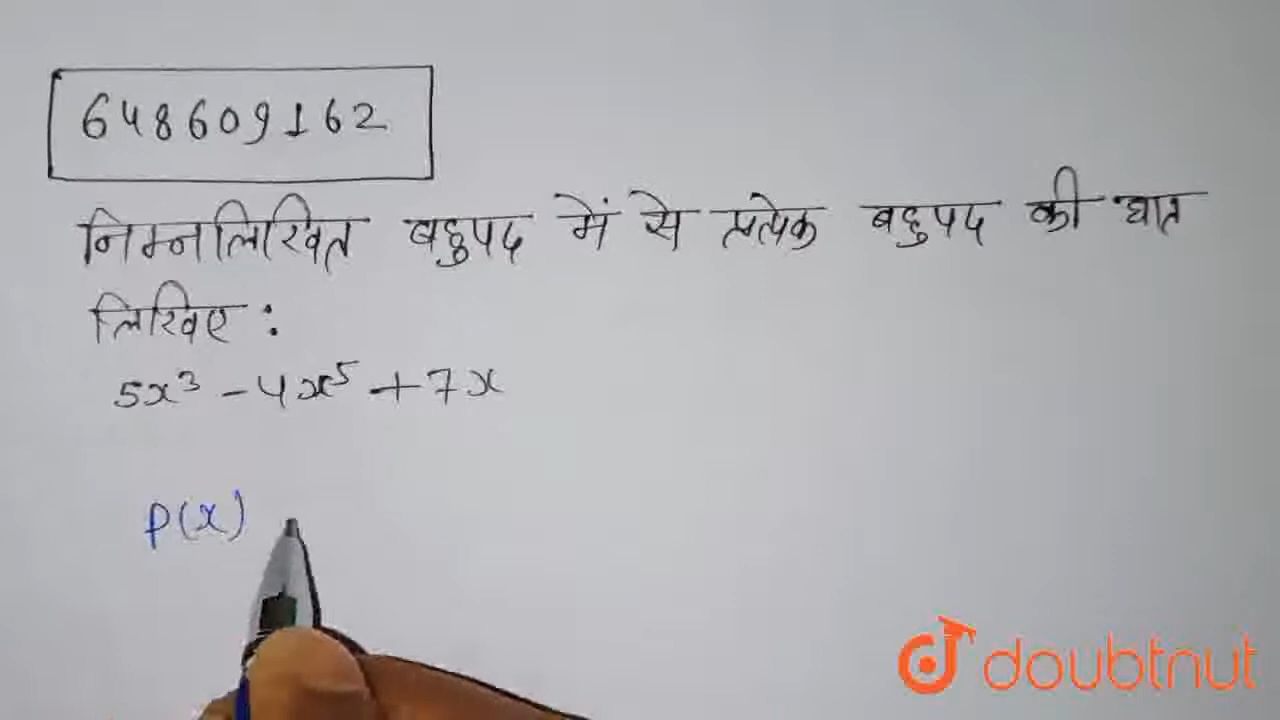 648609162
निम्नलिखित बहुपद में से प्रत्येक बहुपद की घात
लिखिए :
5x³ - 4x⁵ + 7x
P(x)
doubtnut